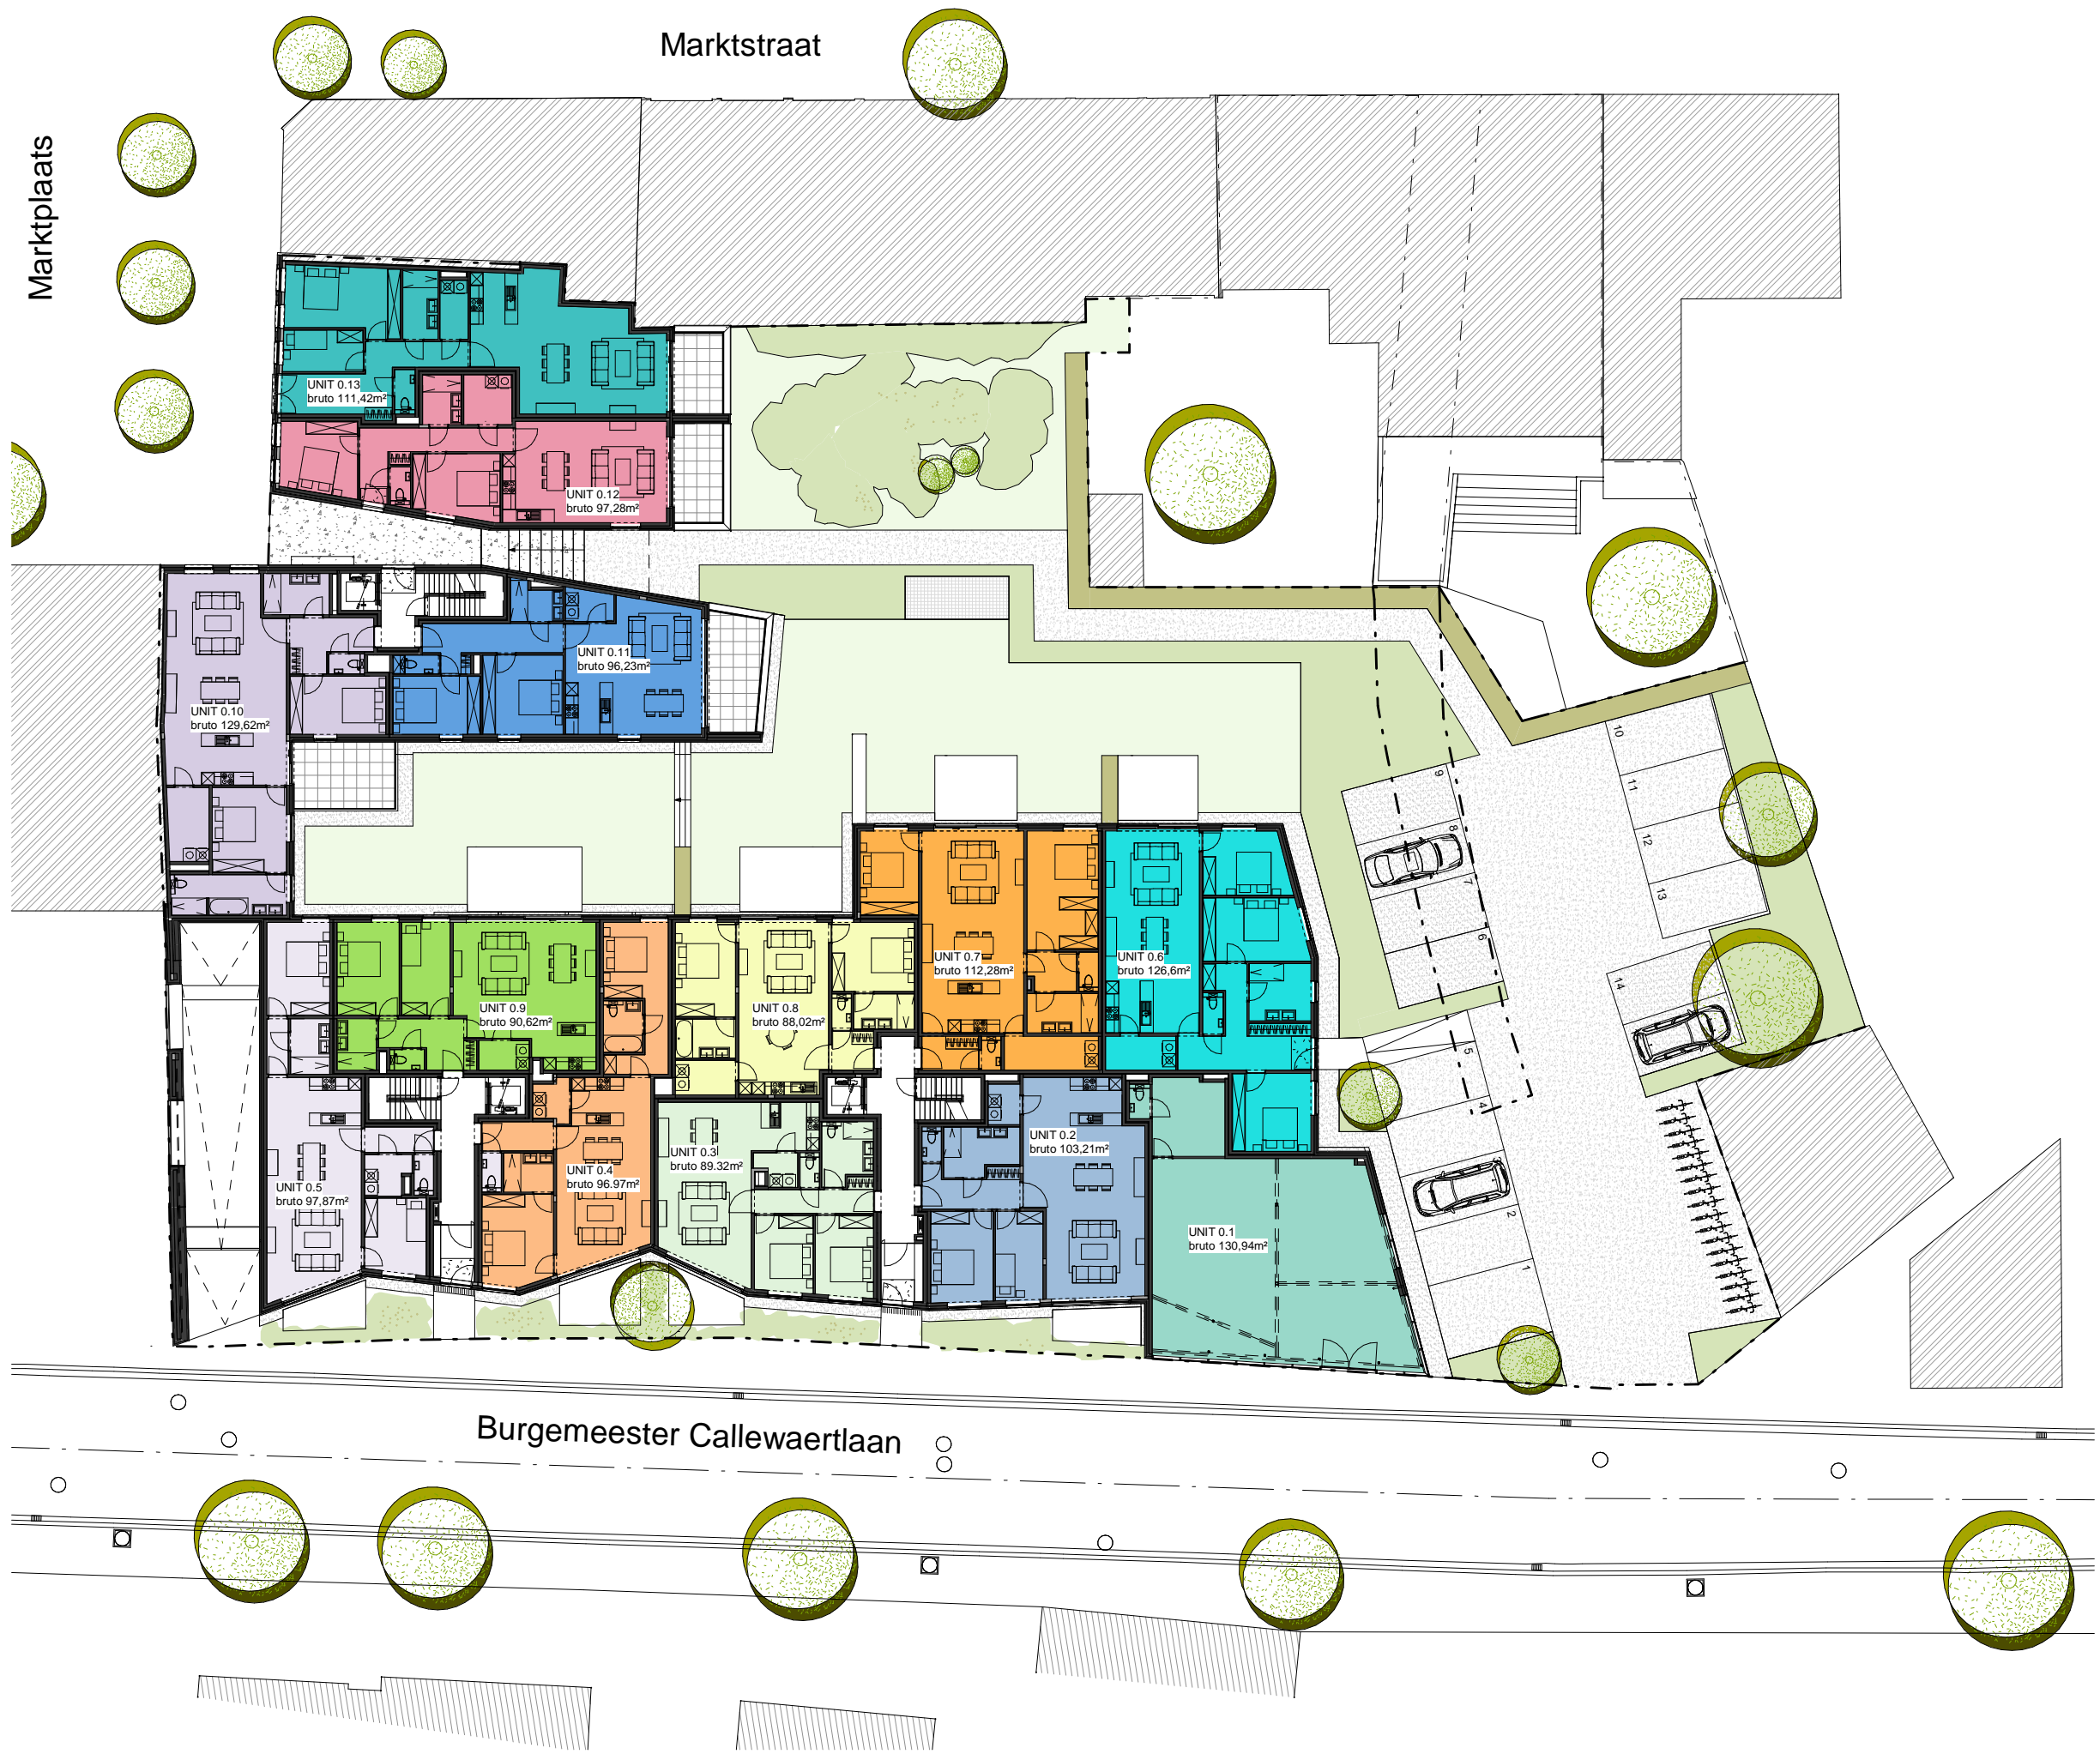 Marktstraat
Marktplaats
UNIT 0.13
bruto 111,42m²
UNIT 0.12
bruto 97,28m²
UNIT 0.11
bruto 96,23m²
UNIT 0.10
bruto 129,62m²
10
11
12
13
9
8
7
6
14
5
4
2
1
UNIT 0.7
bruto 112,28m²
UNIT 0.6
bruto 126,6m²
UNIT 0.9
bruto 90,62m²
UNIT 0.8
bruto 88,02m²
UNIT 0.5
bruto 97,87m²
UNIT 0.4
bruto 96.97m²
UNIT 0.3
bruto 89.32m²
UNIT 0.2
bruto 103,21m²
UNIT 0.1
bruto 130,94m²
Burgemeester Callewaertlaan